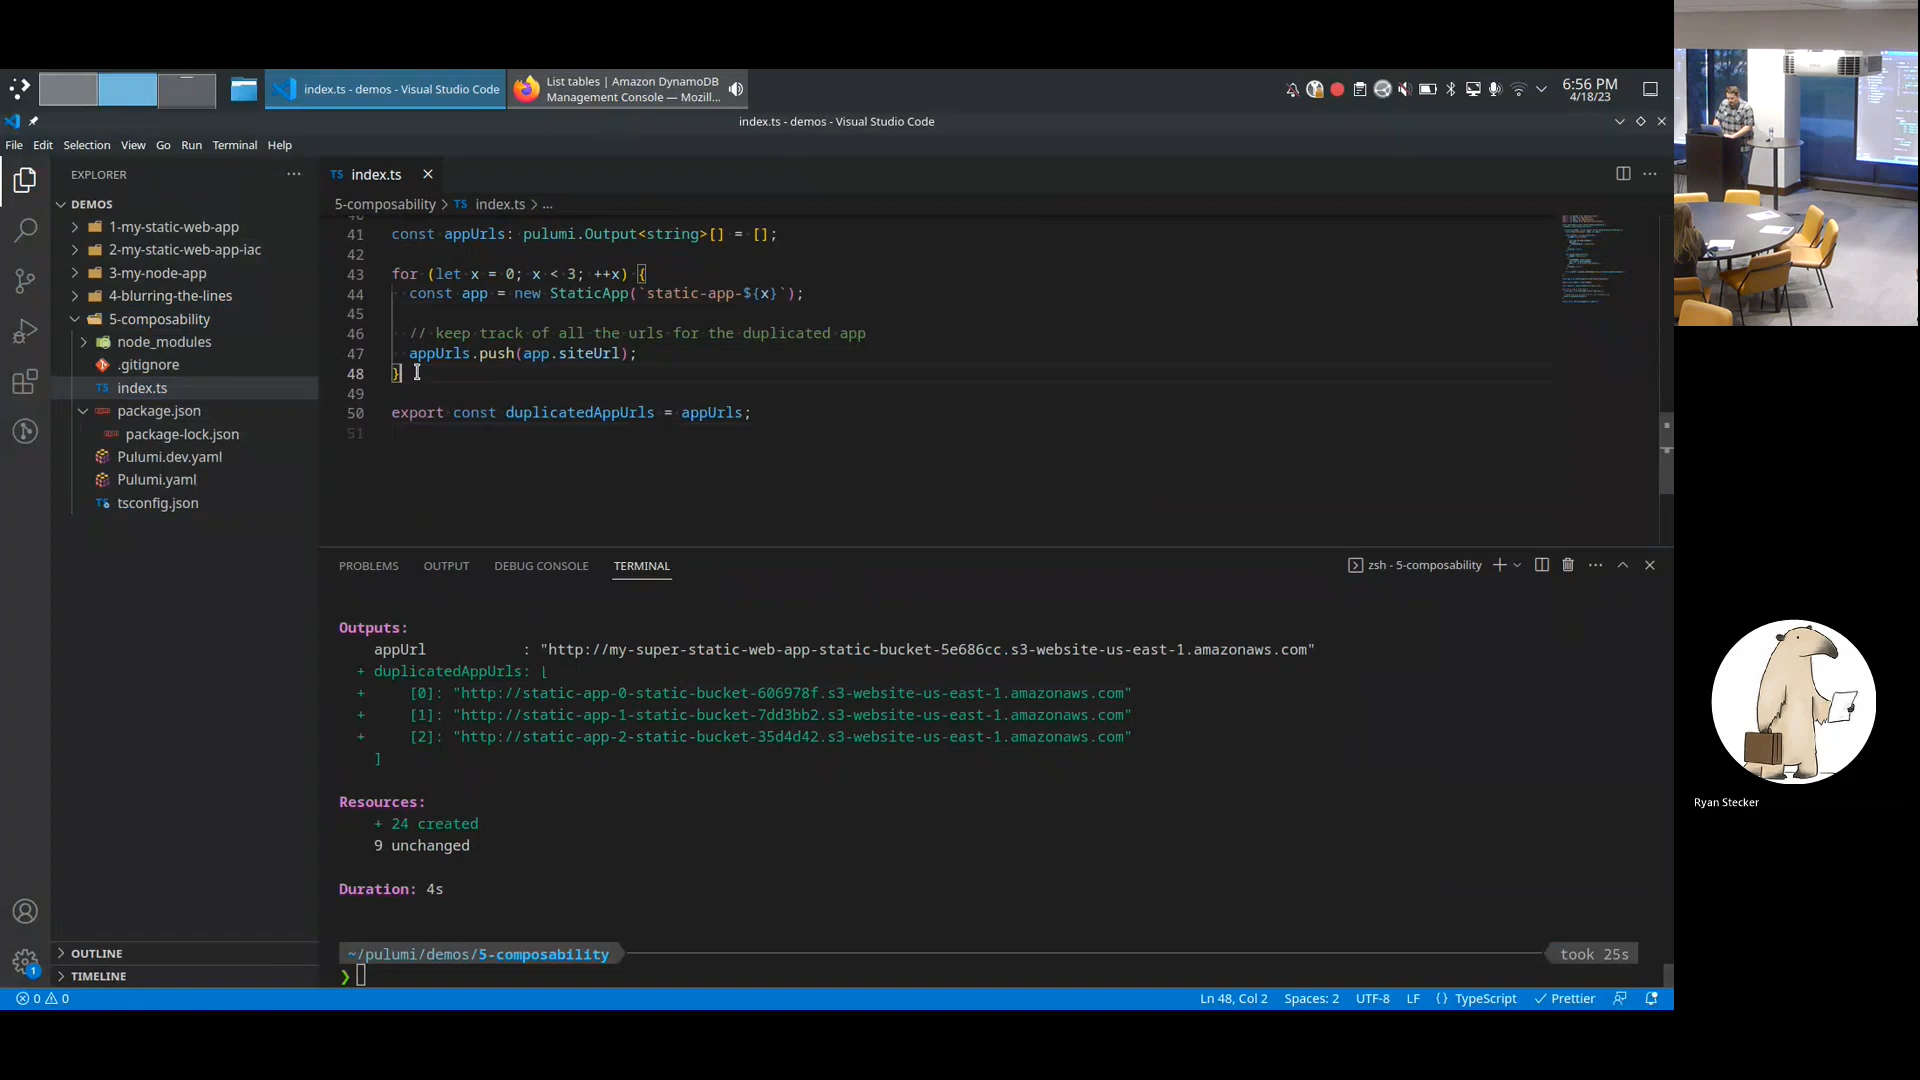 index.ts - demos - Visual Studio Code
List tables | Amazon DynamoDB
Management Console — Mozill...
6:56 PM
4/18/23
index.ts - demos - Visual Studio Code
File Edit Selection View Go Run Terminal Help
EXPLORER
TS index.ts
DEMOS
5-composability > TS index.ts > ...
1-my-static-web-app
2-my-static-web-app-iac
3-my-node-app
4-blurring-the-lines
5-composability
node_modules
.gitignore
TS index.ts
package.json
package-lock.json
Pulumi.dev.yaml
Pulumi.yaml
TS tsconfig.json
OUTLINE
TIMELINE
41 const appUrls: pulumi.Output<string>[] = [];
42
43 for (let x = 0; x < 3; ++x) {
44 const app = new StaticApp(`static-app-${x}`);
45
46 // keep track of all the urls for the duplicated app
47 appUrls.push(app.siteUrl);
48 }
49
50 export const duplicatedAppUrls = appUrls;
51
PROBLEMS OUTPUT DEBUG CONSOLE TERMINAL
zsh - 5-composability
Outputs:
appUrl : "http://my-super-static-web-app-static-bucket-5e686cc.s3-website-us-east-1.amazonaws.com"
+ duplicatedAppUrls: [
+ [0]: "http://static-app-0-static-bucket-606978f.s3-website-us-east-1.amazonaws.com"
+ [1]: "http://static-app-1-static-bucket-7dd3bb2.s3-website-us-east-1.amazonaws.com"
+ [2]: "http://static-app-2-static-bucket-35d4d42.s3-website-us-east-1.amazonaws.com"
]
Resources:
+ 24 created
9 unchanged
Duration: 4s
~/pulumi/demos/5-composability
took 25s
❯
1
0 0
Ln 48, Col 2 Spaces: 2 UTF-8 LF {} TypeScript Prettier
Ryan Stecker